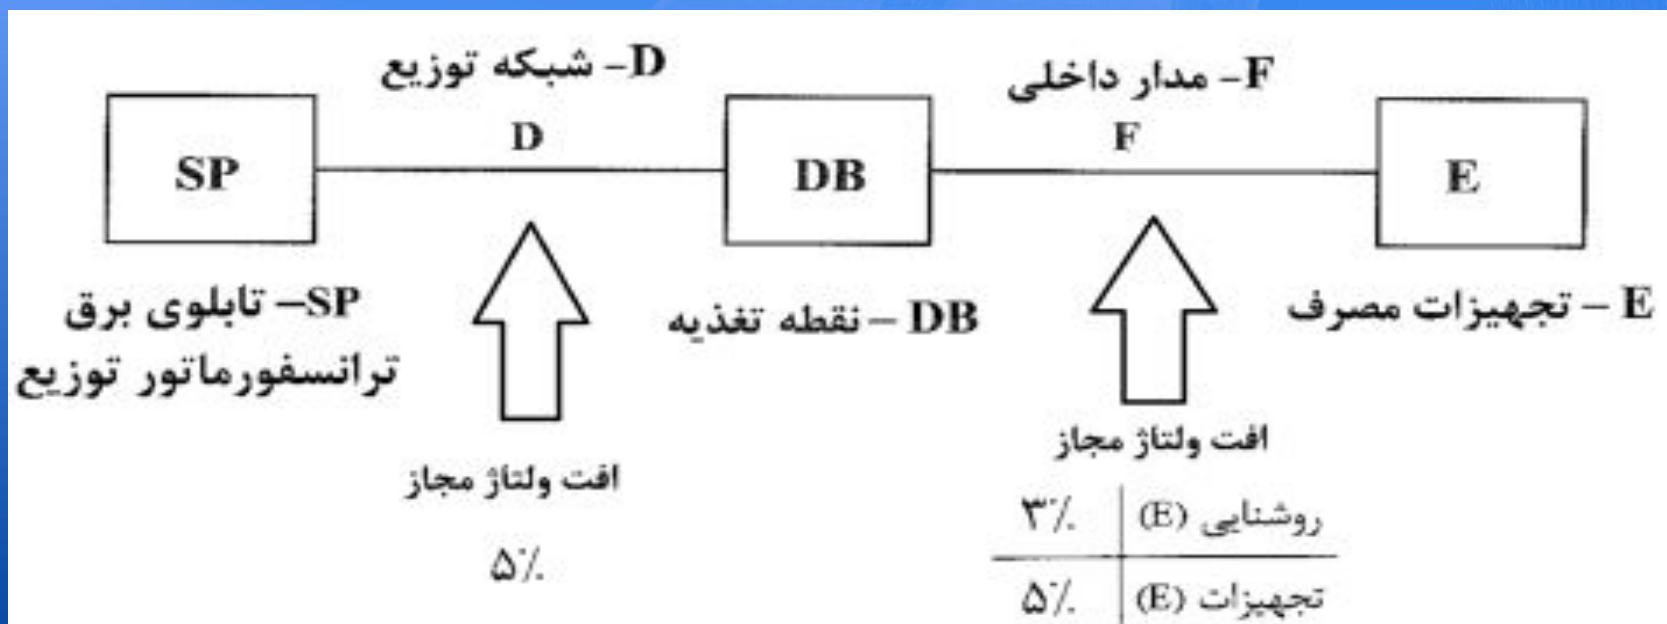 D– شبکه توزیع
F– مدار داخلی
D
F
SP
DB
E
SP– تابلوی برق
ترانسفورماتور توزیع
DB – نقطه تغذیه
E – تجهیزات مصرف
افت ولتاژ مجاز
۵٪
افت ولتاژ مجاز
روشنایی (E) ۳٪
تجهیزات (E) ۵٪